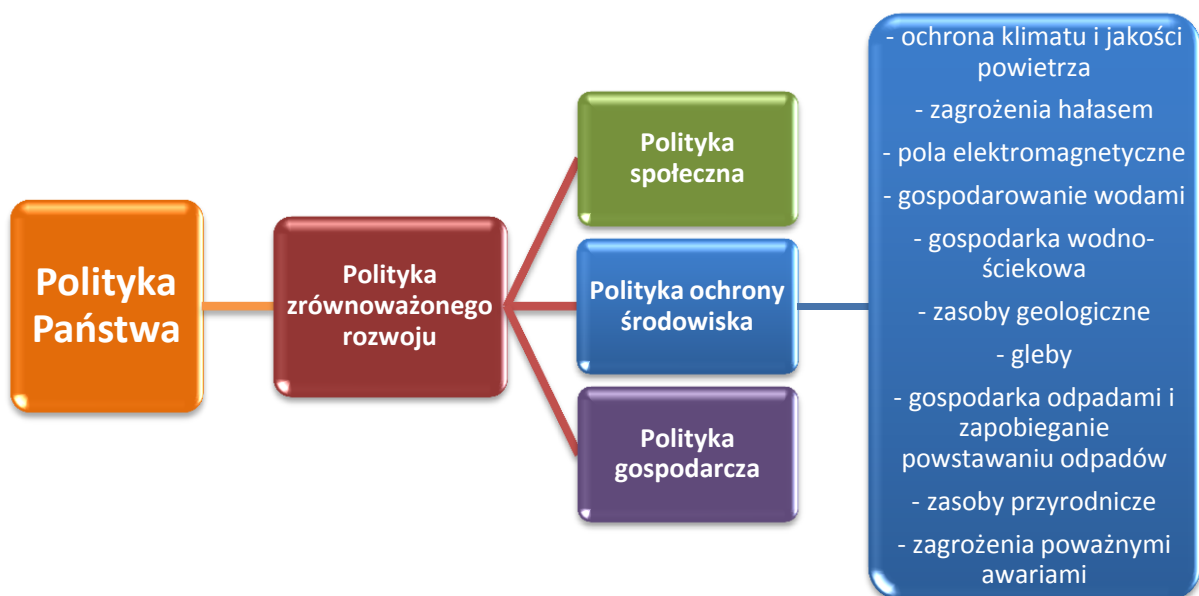 Polityka
Państwa
Polityka
zrównoważonego
rozwoju
Polityka
społeczna
Polityka ochrony
środowiska
Polityka
gospodarcza
- ochrona klimatu i jakości
powietrza
- zagrożenia hałasem
- pola elektromagnetyczne
- gospodarowanie wodami
- gospodarka wodno-
ściekowa
- zasoby geologiczne
- gleby
- gospodarka odpadami i
zapobieganie
powstawaniu odpadów
- zasoby przyrodnicze
- zagrożenia poważnymi
awariami